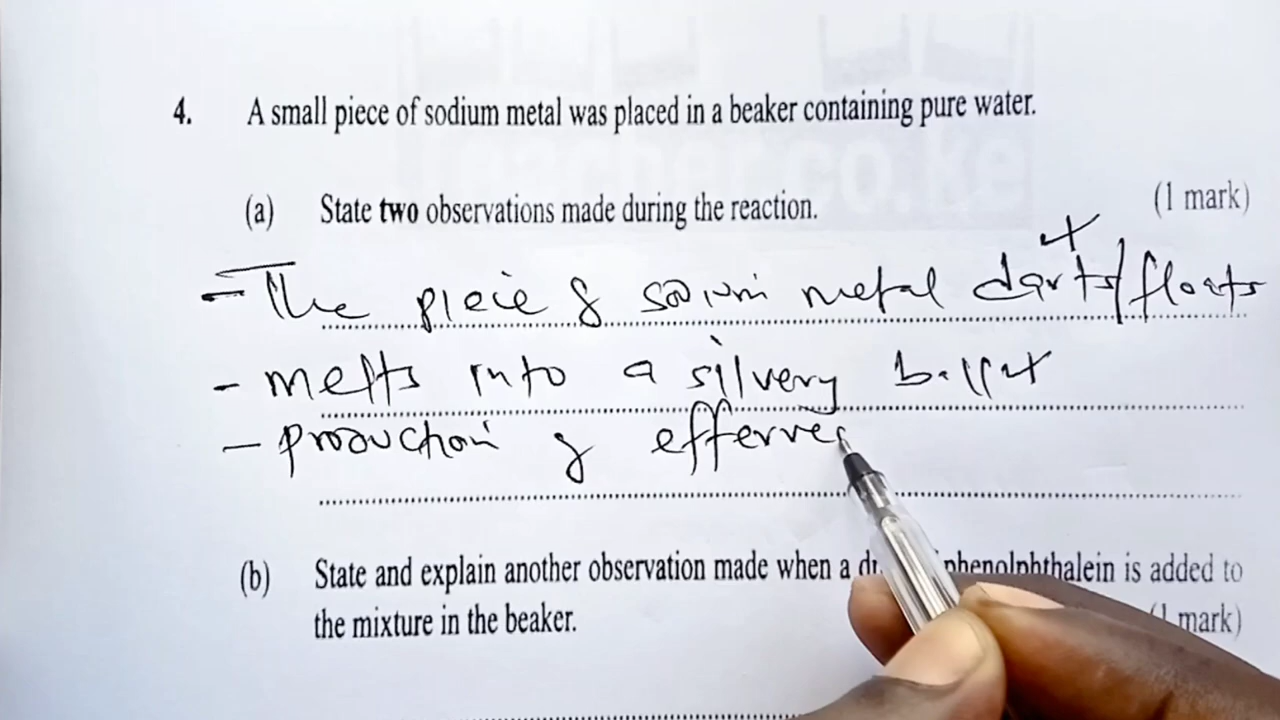 4. A small piece of sodium metal was placed in a beaker containing pure water.
(a) State two observations made during the reaction. (1 mark)
- The piece of sodium metal darts/floats
- melts into a silvery ball
- production of efferves
(b) State and explain another observation made when a phenolphthalein is added to
the mixture in the beaker. mark)